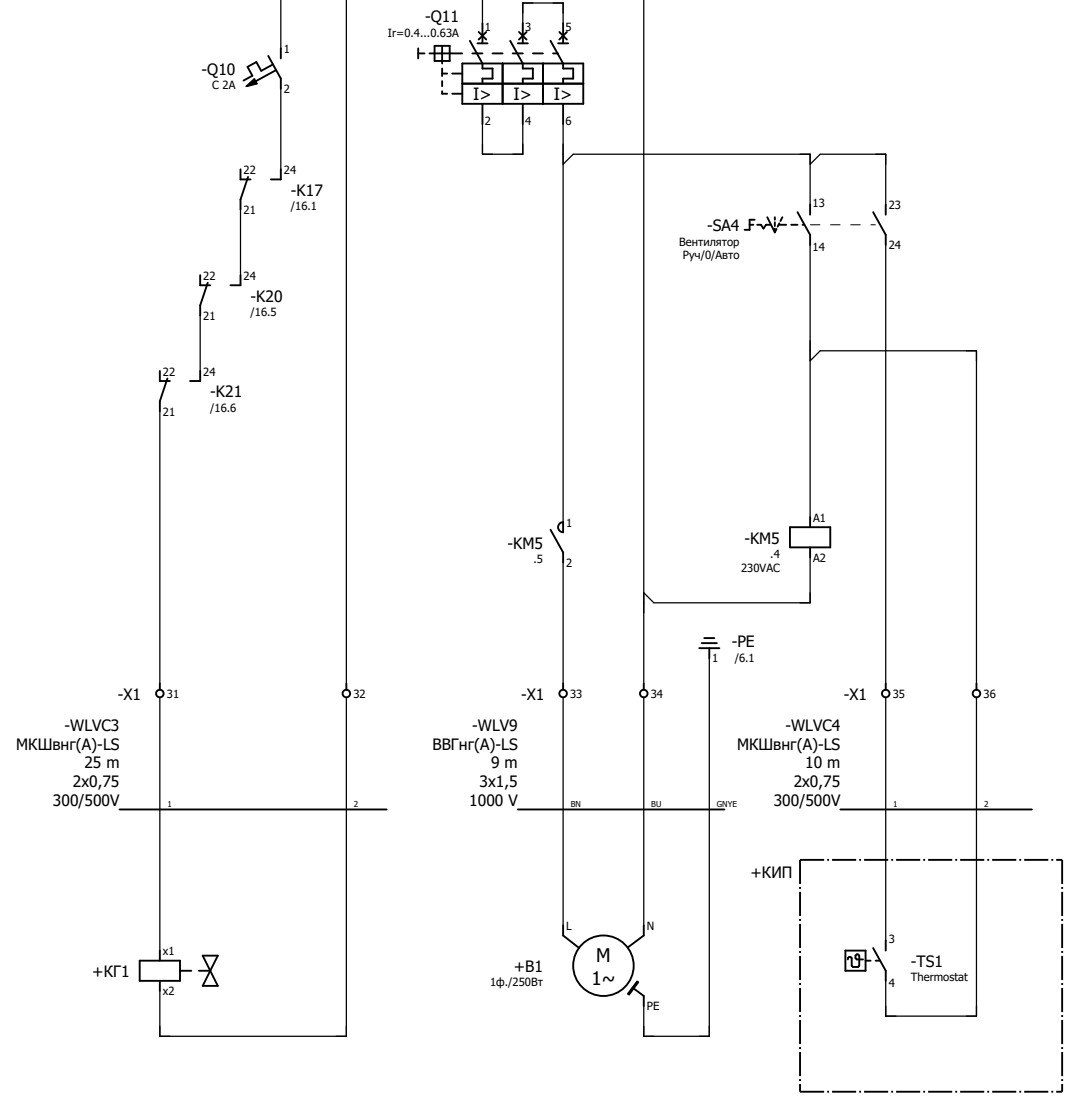 -Q11
Ir=0.4...0.63A
1
3
5
I>
I>
I>
2
4
6
-Q10
C 2A
1
2
22
24
-K17
/16.1
21
22
24
-K20
/16.5
21
22
24
-K21
/16.6
21
13
23
-SA4
Вентилятор
Руч/0/Авто
14
24
-KM5
.5
1
2
-KM5
.4
230VAC
A1
A2
-PE
/6.1
1
-X1
31
32
-X1
33
34
-X1
35
36
-WLVC3
МКШвнг(А)-LS
25 m
2x0,75
300/500V
1
2
-WLV9
ВВГнг(А)-LS
9 m
3x1,5
1000 V
BN
BU
GNYE
-WLVC4
МКШвнг(А)-LS
10 m
2x0,75
300/500V
1
2
+КИП
+КГ1
x1
x2
L
N
M
1~
+B1
1ф./250Вт
PE
3
-TS1
Thermostat
4
ϑ